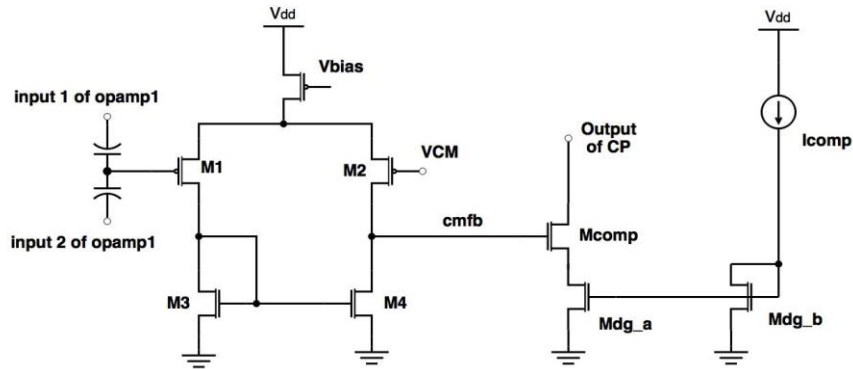 Vdd
Vdd
Vbias
input 1 of opamp1
Output
of CP
Icomp
M1
M2
VCM
cmfb
Mcomp
input 2 of opamp1
M3
M4
Mdg_a
Mdg_b